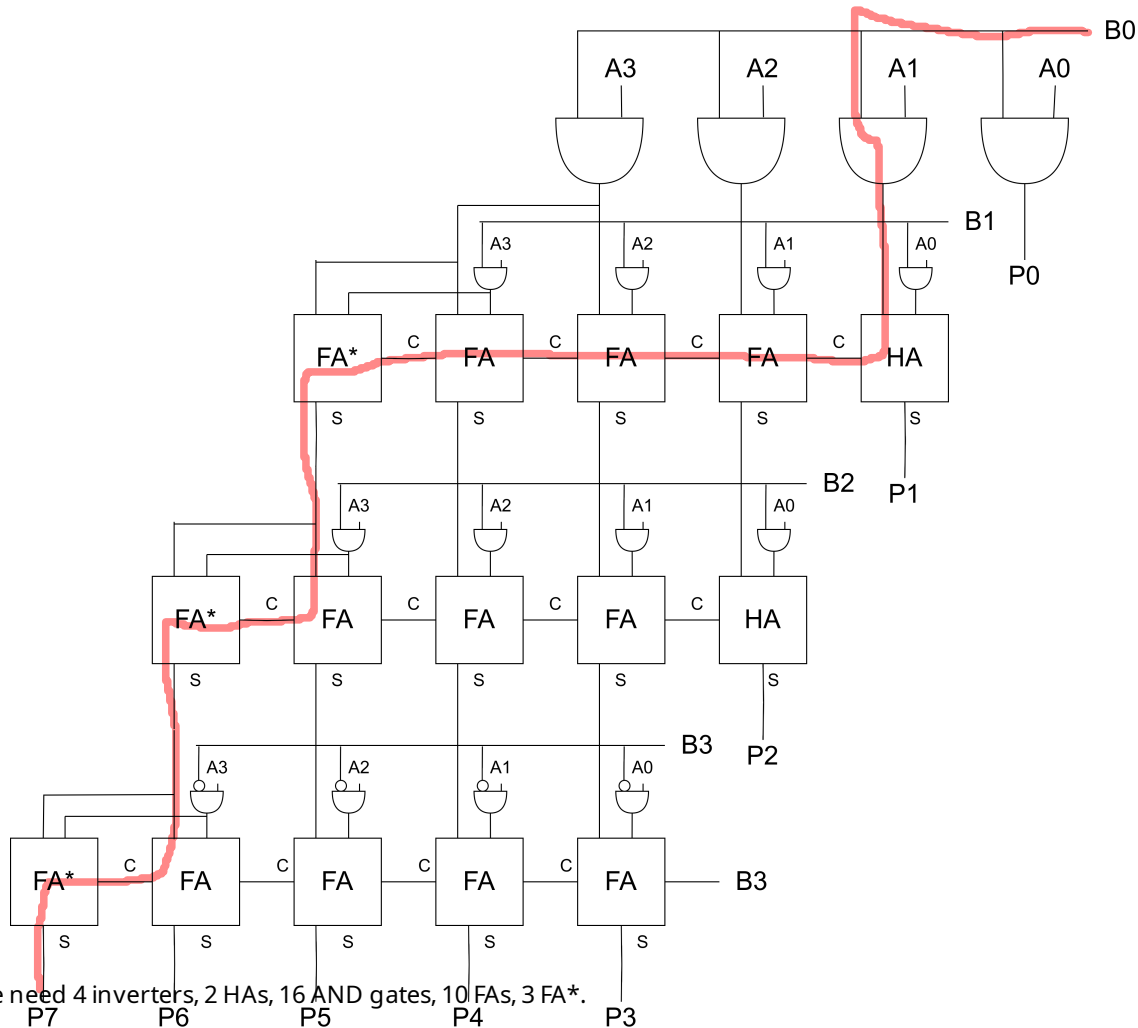 B0
A3 A2 A1 A0
B1
A3 A2 A1 A0
P0
FA* C FA C FA C FA C HA
S S S S S
B2 P1
A3 A2 A1 A0
FA* C FA C FA C FA C HA
S S S S S
B3 P2
A3 A2 A1 A0
FA* C FA C FA C FA C FA B3
S S S S S
e need 4 inverters, 2 HAs, 16 AND gates, 10 FAs, 3 FA*.
P7 P6 P5 P4 P3